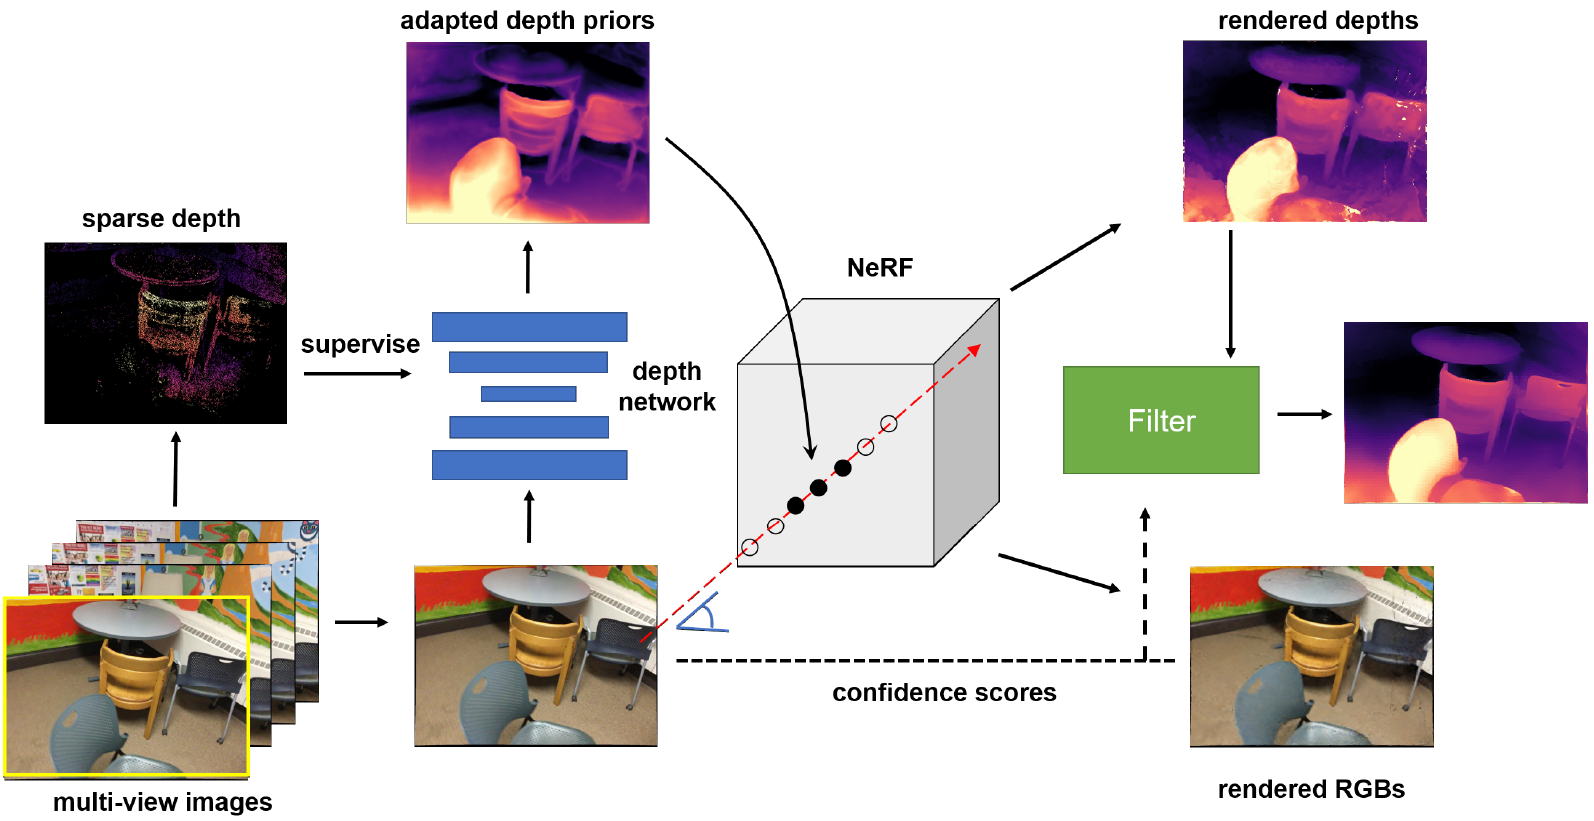 adapted depth priors
rendered depths
sparse depth
NeRF
supervise
depth
network
Filter
confidence scores
rendered RGBs
multi-view images